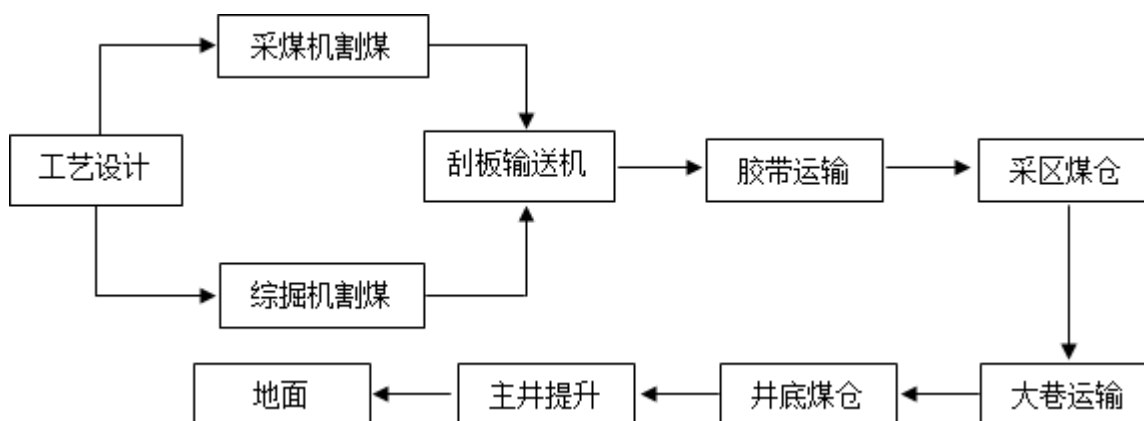 采煤机割煤
工艺设计
刮板输送机
胶带运输
采区煤仓
综掘机割煤
地面
主井提升
井底煤仓
大巷运输